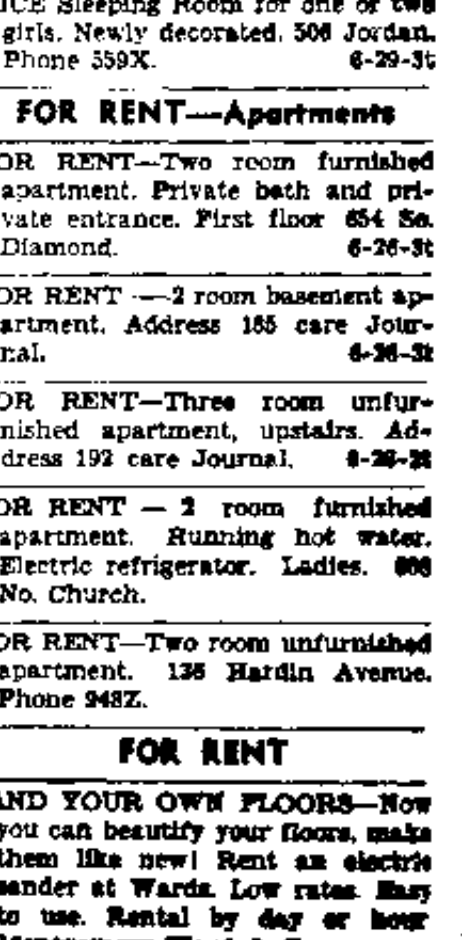 ICE Sleeping Room for one or two
girls. Newly decorated. 506 Jordan.
Phone 559X. 6-29-3t
FOR RENT—Apartments
OR RENT—Two room furnished
apartment. Private bath and pri-
vate entrance. First floor 654 So.
Diamond. 6-26-3t
OR RENT — 2 room basement ap-
artment. Address 185 care Jour-
nal.
OR RENT—Three room unfur-
nished apartment, upstairs. Ad-
dress 192 care Journal.
OR RENT — 2 room furnished
apartment. Running hot water.
Electric refrigerator. Ladies.
No. Church.
OR RENT—Two room unfurnished
apartment. 136 Hardin Avenue.
Phone 948Z.
FOR RENT
AND YOUR OWN FLOORS—Now
you can beautify your floors, make
them like new! Rent an electric
sander at Wards. Low rates. Easy
to use. Rental by day or hour